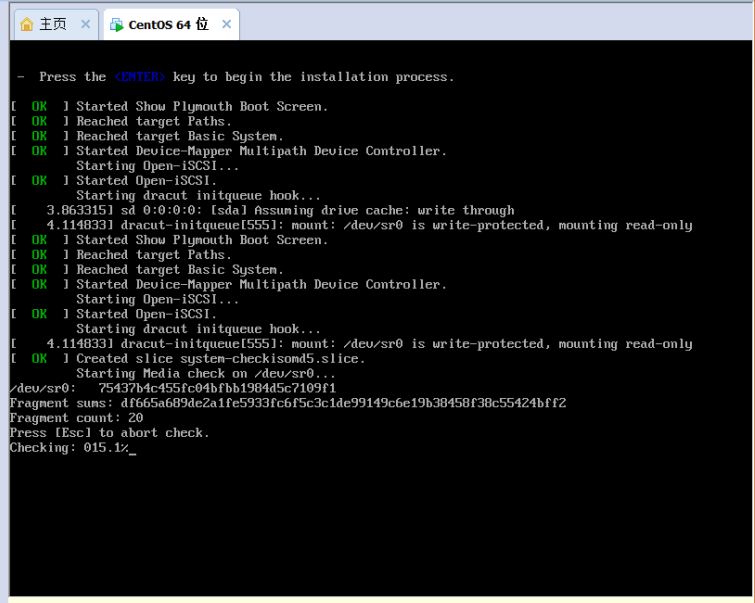 主页 × CentOS 64 位 ×
- Press the <ENTER> key to begin the installation process.
[ OK ] Started Show Plymouth Boot Screen.
[ OK ] Reached target Paths.
[ OK ] Reached target Basic System.
[ OK ] Started Device-Mapper Multipath Device Controller.
Starting Open-iSCSI...
[ OK ] Started Open-iSCSI.
Starting dracut initqueue hook...
[ 3.863315] sd 0:0:0:0: [sda] Assuming drive cache: write through
[ 4.114833] dracut-initqueue[555]: mount: /dev/sr0 is write-protected, mounting read-only
[ OK ] Started Show Plymouth Boot Screen.
[ OK ] Reached target Paths.
[ OK ] Reached target Basic System.
[ OK ] Started Device-Mapper Multipath Device Controller.
Starting Open-iSCSI...
[ OK ] Started Open-iSCSI.
Starting dracut initqueue hook...
[ 4.114833] dracut-initqueue[555]: mount: /dev/sr0 is write-protected, mounting read-only
[ OK ] Created slice system-checkisomd5.slice.
Starting Media check on /dev/sr0...
/dev/sr0: 75437b4c455fc04bfbb1984d5c7109f1
Fragment sums: df665a689de2a1fe5933fc6f5c3c1de99149c6e19b38458f38c55424bff2
Fragment count: 20
Press [Esc] to abort check.
Checking: 015.1%_